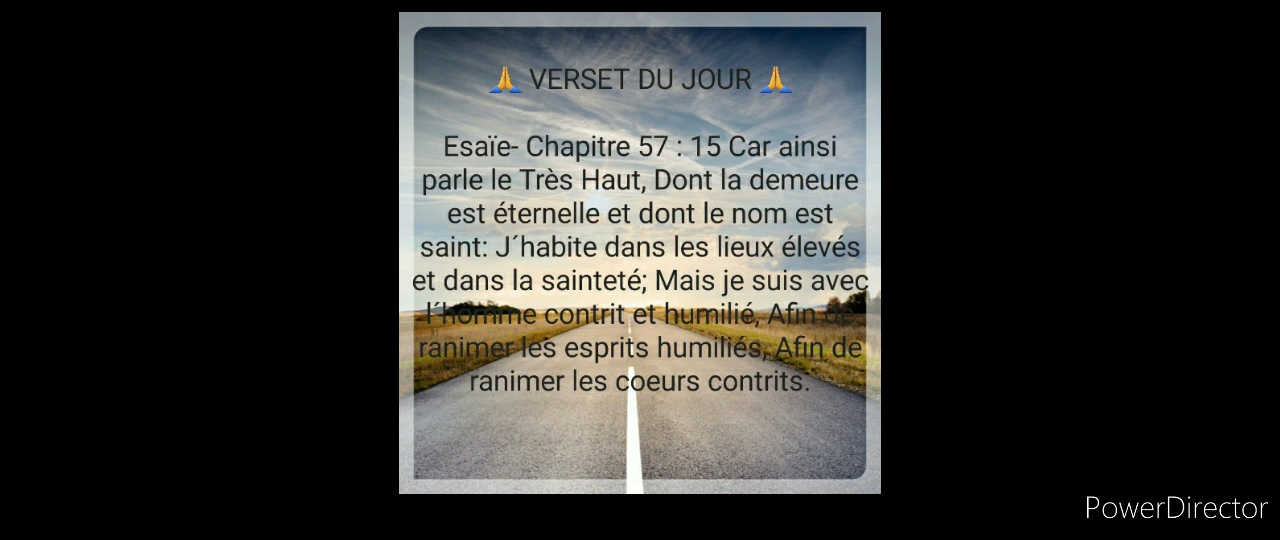 🙏 VERSET DU JOUR 🙏
Esaïe- Chapitre 57 : 15 Car ainsi
parle le Très Haut, Dont la demeure
est éternelle et dont le nom est
saint: J´habite dans les lieux élevés
et dans la sainteté; Mais je suis avec
l´homme contrit et humilié, Afin de
ranimer les esprits humiliés, Afin de
ranimer les coeurs contrits.
PowerDirector